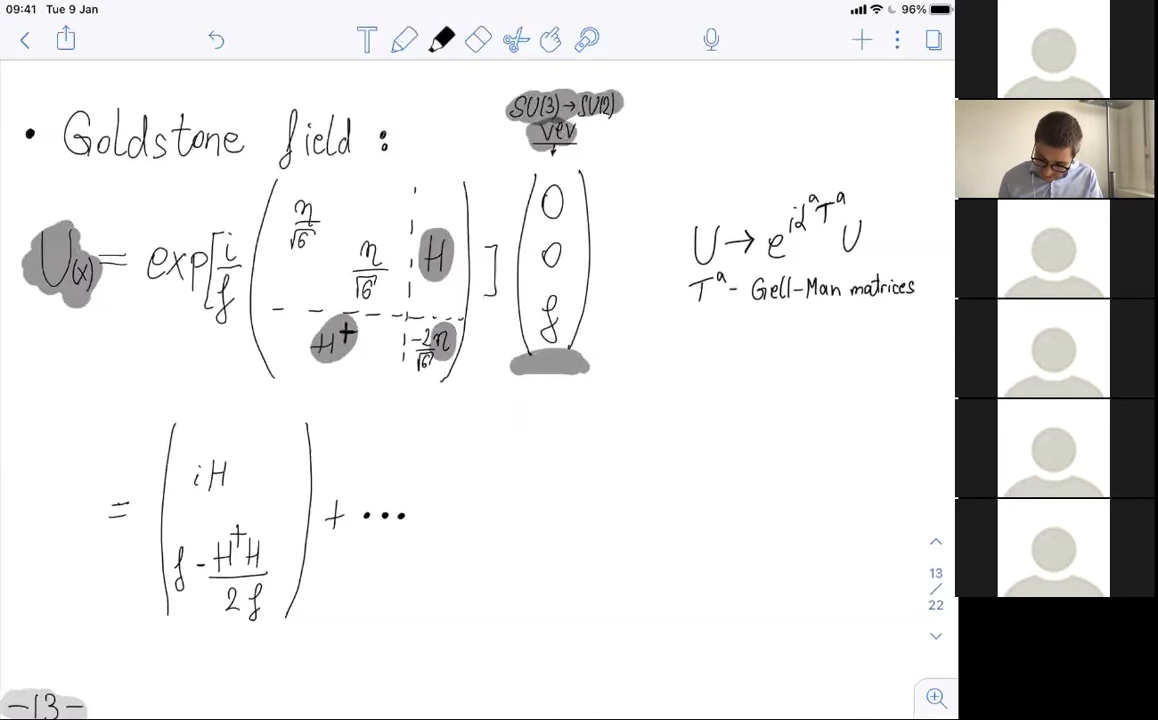 09:41 Tue 9 Jan
96%
SU(3)→SU(2)
• Goldstone field :
vev
U(x) = exp[ i/f ( η/√6 η/√6 H H† -2η/√6 ) ] ( 0 0 f )
U → e^{iα^a T^a} U
T^a - Gell-Man matrices
= ( iH f - H†H/2f ) + •••
13
/
22
-13-